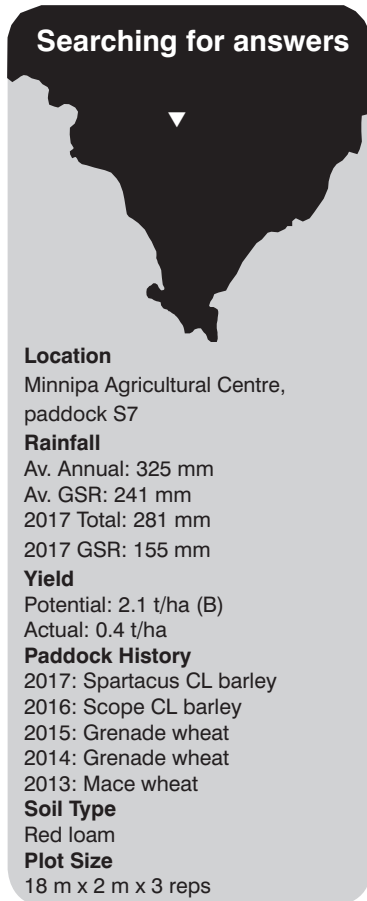 Searching for answers
Location
Minnipa Agricultural Centre,
paddock S7
Rainfall
Av. Annual: 325 mm
Av. GSR: 241 mm
2017 Total: 281 mm
2017 GSR: 155 mm
Yield
Potential: 2.1 t/ha (B)
Actual: 0.4 t/ha
Paddock History
2017: Spartacus CL barley
2016: Scope CL barley
2015: Grenade wheat
2014: Grenade wheat
2013: Mace wheat
Soil Type
Red loam
Plot Size
18 m x 2 m x 3 reps